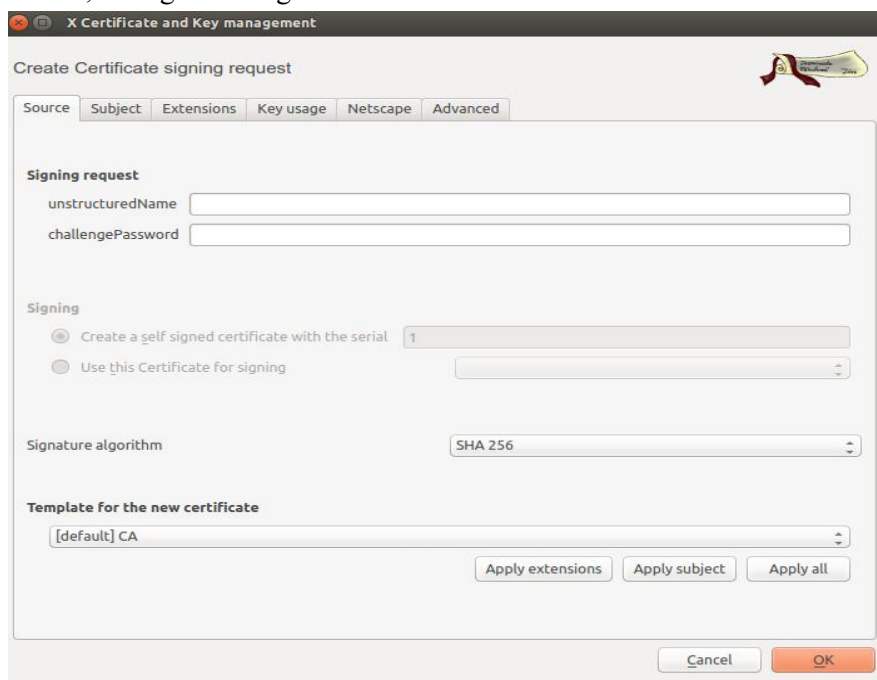 X Certificate and Key management
Create Certificate signing request
Source Subject Extensions Key usage Netscape Advanced
Signing request
unstructuredName
challengePassword
Signing
Create a self signed certificate with the serial 1
Use this Certificate for signing
Signature algorithm SHA 256
Template for the new certificate
[default] CA
Apply extensions Apply subject Apply all
Cancel OK